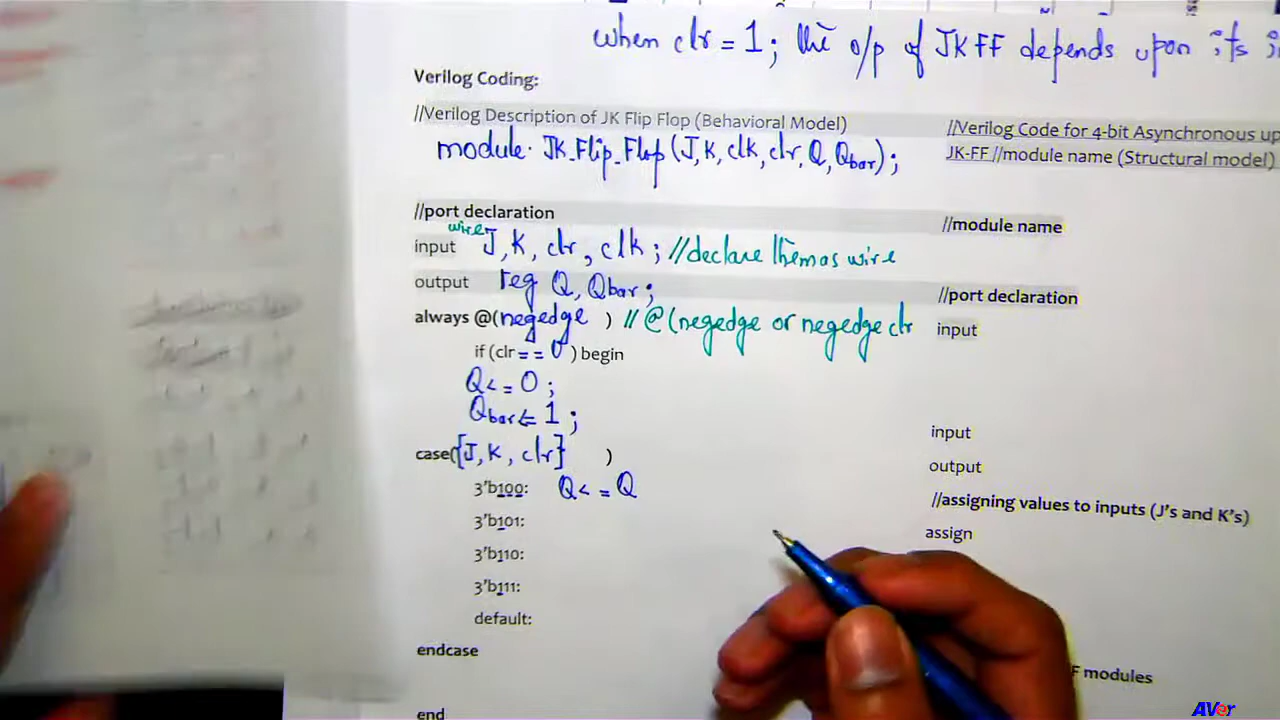 when clr = 1 ; the o/p of JKFF depends upon its
Verilog Coding:
//Verilog Description of JK Flip Flop (Behavioral Model)
module JK_Flip_Flop(J,K,clk,clr,Q,Qbar);
//port declaration
input wire J, K, clr, clk ; //declare them as wire
output reg Q, Qbar;
always @(negedge ) // @(negedge or negedge clr
if (clr == 0 ) begin
Q<= 0 ;
Qbar<= 1 ;
case({J, K, clr} )
3'b100: Q<= Q
3'b101:
3'b110:
3'b111:
default:
endcase
end
//Verilog Code for 4-bit Asynchronous up
JK-FF //module name (Structural model)
//module name
//port declaration
input
input
output
//assigning values to inputs (J's and K's)
assign
F modules
AVer